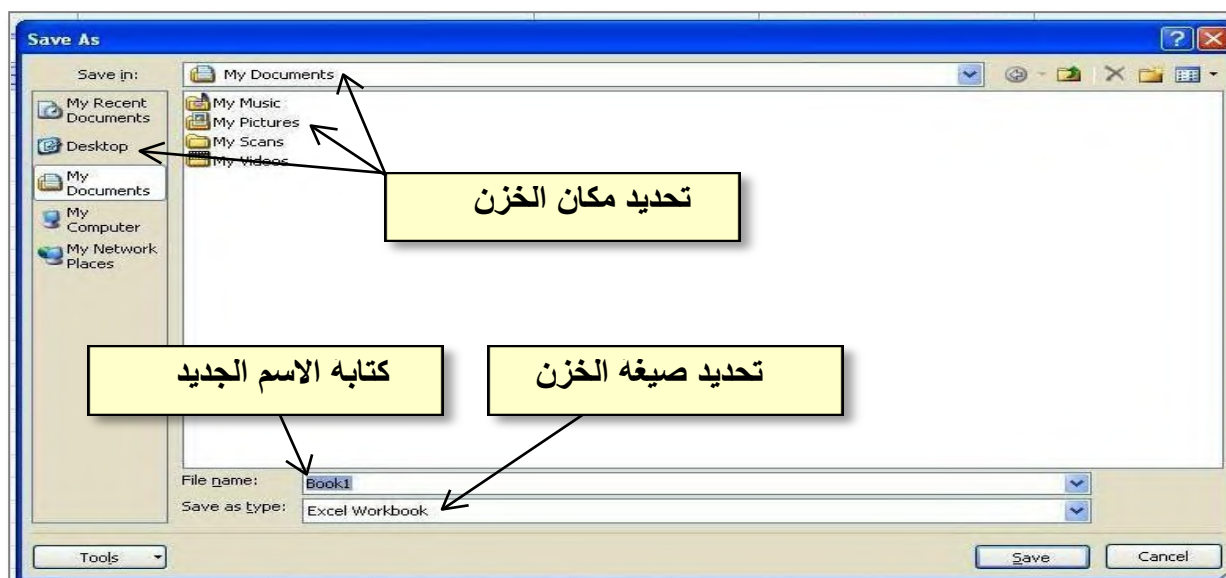 Save As
Save in:
My Documents
My Recent
Documents
Desktop
My
Documents
My
Computer
My Network
Places
My Music
My Pictures
My Scans
My Videos
تحديد مكان الخزن
كتابة الاسم الجديد
تحديد صيغة الخزن
File name:
Book1
Save as type:
Excel Workbook
Tools
Save
Cancel